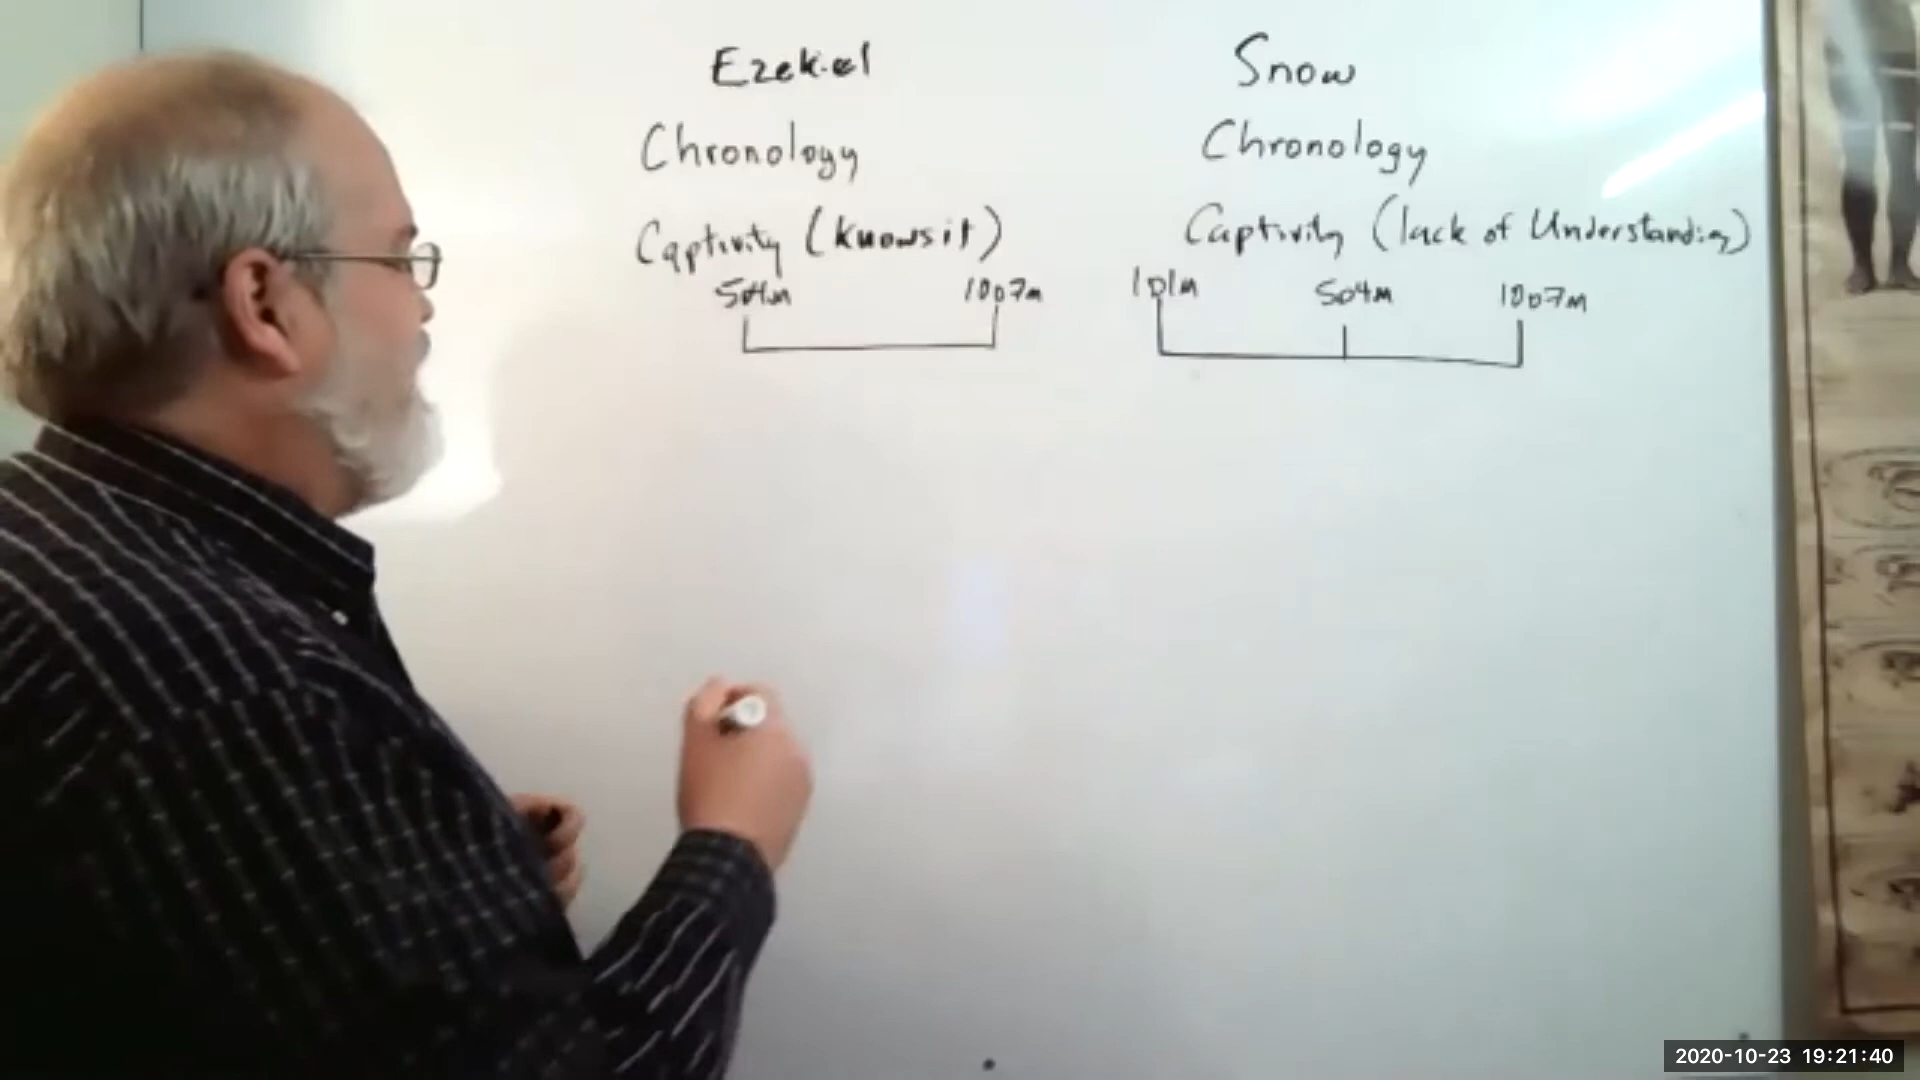 Ezekiel
Chronology
Captivity (knows it)
504m 1007m
Snow
Chronology
Captivity (lack of Understanding)
101m 504m 1007m
2020-10-23 19:21:40